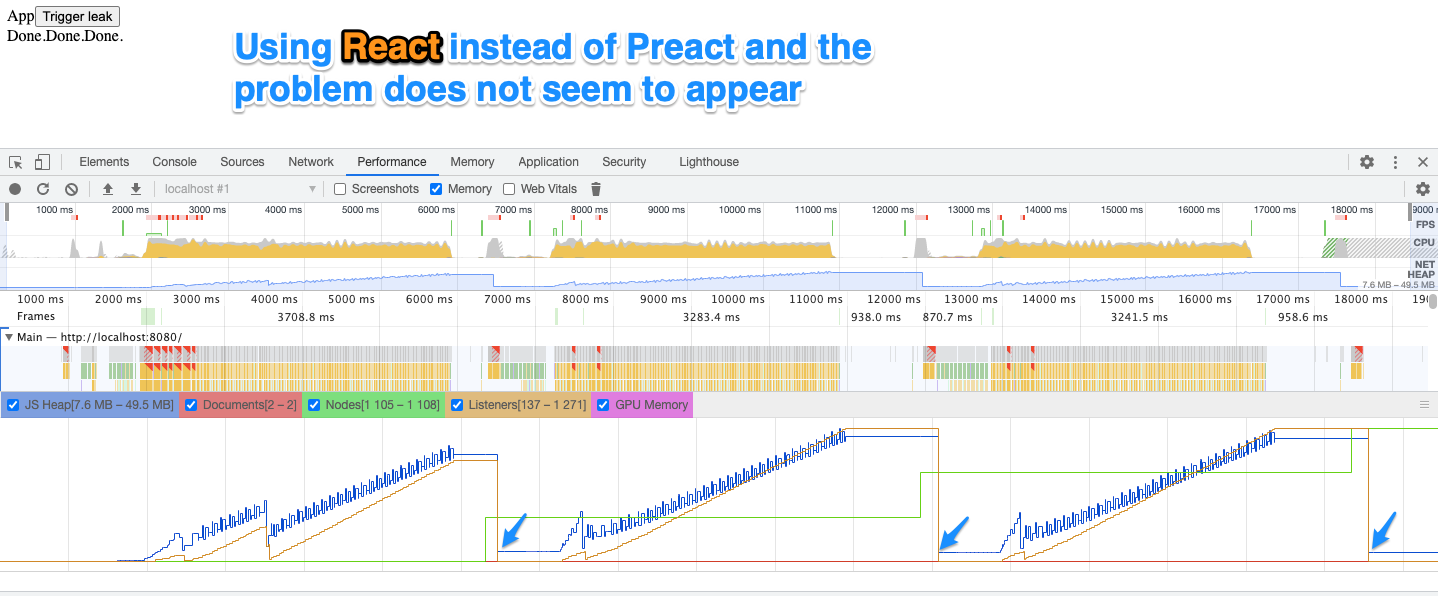 App Trigger leak
Done.Done.Done.
Using React instead of Preact and the
problem does not seem to appear
Elements Console Sources Network Performance Memory Application Security Lighthouse
localhost #1 Screenshots Memory Web Vitals
1000 ms 2000 ms 3000 ms 4000 ms 5000 ms 6000 ms 7000 ms 8000 ms 9000 ms 10000 ms 11000 ms 12000 ms 13000 ms 14000 ms 15000 ms 16000 ms 17000 ms 18000 ms 9000
FPS
CPU
NET
HEAP
7.6 MB – 49.5 MB
1000 ms 2000 ms 3000 ms 4000 ms 5000 ms 6000 ms 7000 ms 8000 ms 9000 ms 10000 ms 11000 ms 12000 ms 13000 ms 14000 ms 15000 ms 16000 ms 17000 ms 18000 ms
Frames 3708.8 ms 3283.4 ms 938.0 ms 870.7 ms 3241.5 ms 958.6 ms
Main — http://localhost:8080/
JS Heap[7.6 MB – 49.5 MB] Documents[2 – 2] Nodes[1 105 – 1 108] Listeners[137 – 1 271] GPU Memory